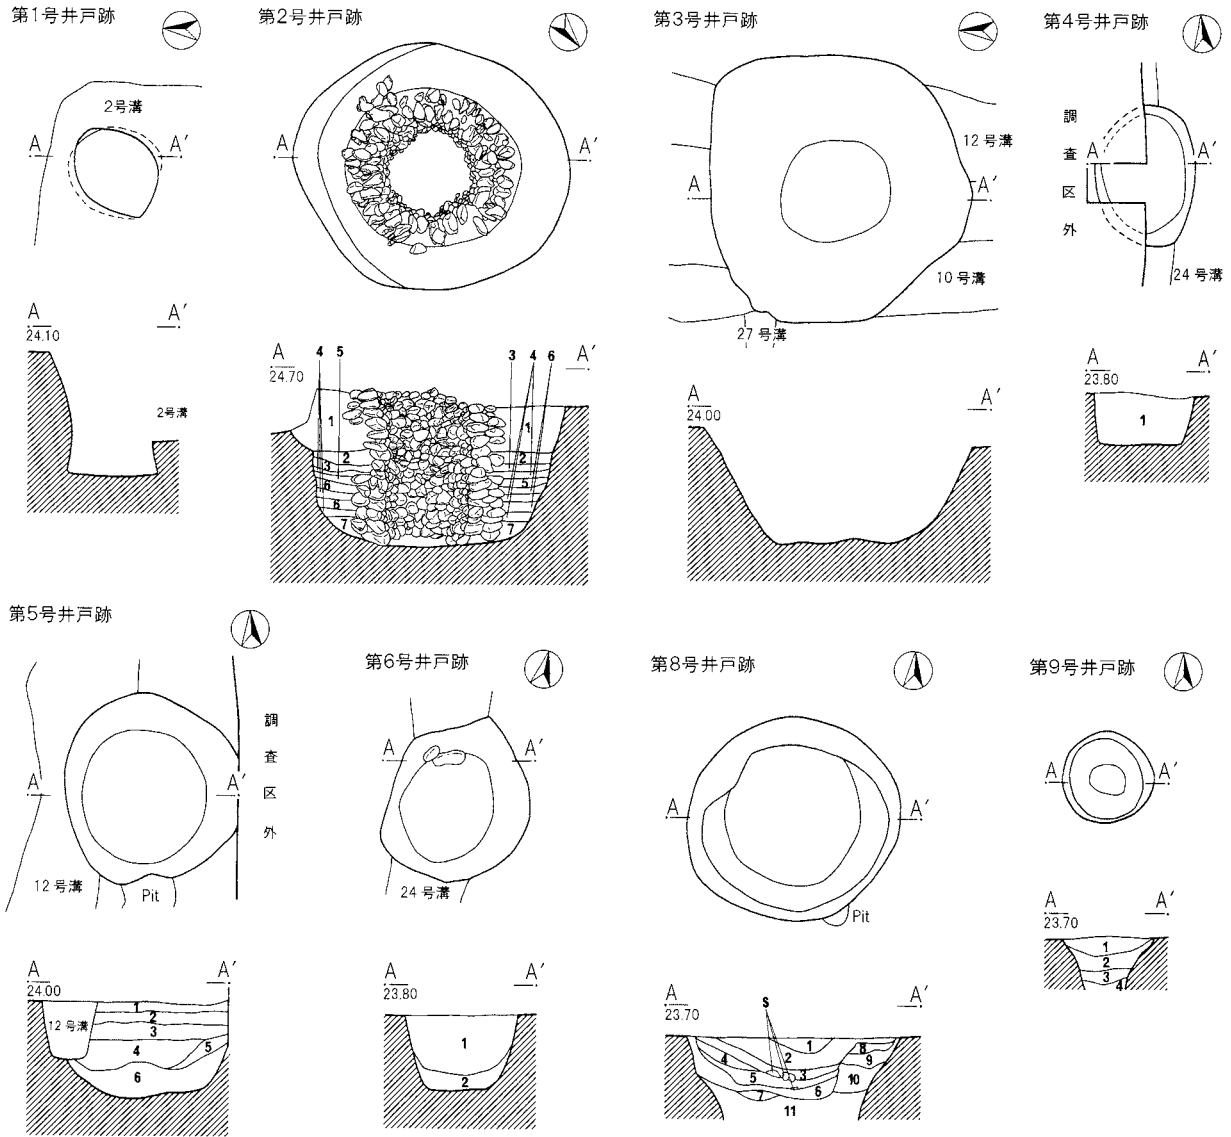 第1号井戸跡
2号溝
A A′
A A′
24.10
2号溝
第2号井戸跡
A A′
A 4 5 3 4 6 A′
24.70
1 1
2 2
3
6 5
6
7 7
第3号井戸跡
12号溝
A A′
10号溝
27号溝
A A′
24.00
第4号井戸跡
調査区外
A A′
24号溝
A A′
23.80
1
第5号井戸跡
調査区外
A A′
12号溝
Pit
A A′
24.00
12号溝
1
2
3
4
5
6
第6号井戸跡
A A′
24号溝
A A′
23.80
1
2
第8号井戸跡
A A′
Pit
A S A′
23.70
1 8
4 2 9
5 3 10
7 6
11
第9号井戸跡
A A′
A A′
23.70
1
2
3
4